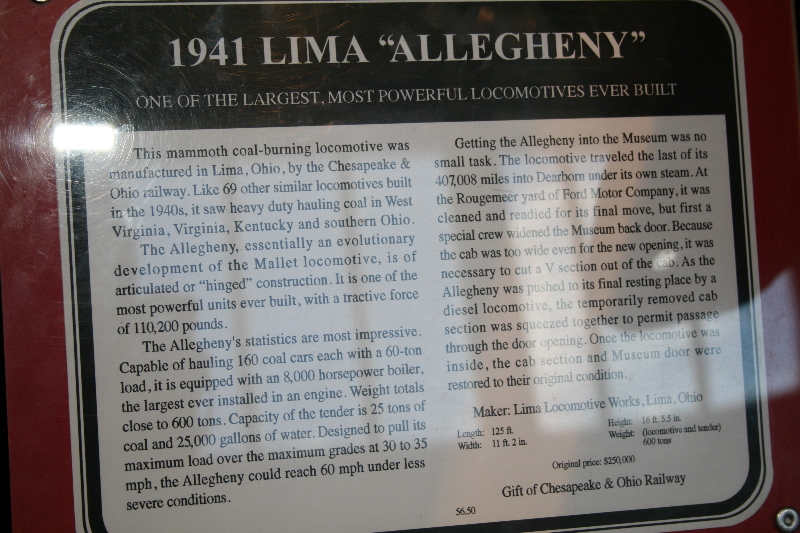 1941 LIMA “ALLEGHENY”
ONE OF THE LARGEST, MOST POWERFUL LOCOMOTIVES EVER BUILT
This mammoth coal-burning locomotive was
manufactured in Lima, Ohio, by the Chesapeake &
Ohio railway. Like 69 other similar locomotives built
in the 1940s, it saw heavy duty hauling coal in West
Virginia, Virginia, Kentucky and southern Ohio.
The Allegheny, essentially an evolutionary
development of the Mallet locomotive, is of
articulated or “hinged” construction. It is one of the
most powerful units ever built, with a tractive force
of 110,200 pounds.
The Allegheny's statistics are most impressive.
Capable of hauling 160 coal cars each with a 60-ton
load, it is equipped with an 8,000 horsepower boiler,
the largest ever installed in an engine. Weight totals
close to 600 tons. Capacity of the tender is 25 tons of
coal and 25,000 gallons of water. Designed to pull its
maximum load over the maximum grades at 30 to 35
mph, the Allegheny could reach 60 mph under less
severe conditions.
Getting the Allegheny into the Museum was no
small task. The locomotive traveled the last of its
407,008 miles into Dearborn under its own steam. At
the Rougemeer yard of Ford Motor Company, it was
cleaned and readied for its final move, but first a
special crew widened the Museum back door. Because
the cab was too wide even for the new opening, it was
necessary to cut a V section out of the cab. As the
Allegheny was pushed to its final resting place by a
diesel locomotive, the temporarily removed cab
section was squeezed together to permit passage
through the door opening. Once the locomotive was
inside, the cab section and Museum door were
restored to their original condition.
Maker: Lima Locomotive Works, Lima, Ohio
Length: 125 ft.
Width: 11 ft. 2 in.
Height: 16 ft. 5.5 in.
Weight: (locomotive and tender)
600 tons
Original price: $250,000
Gift of Chesapeake & Ohio Railway
56.50